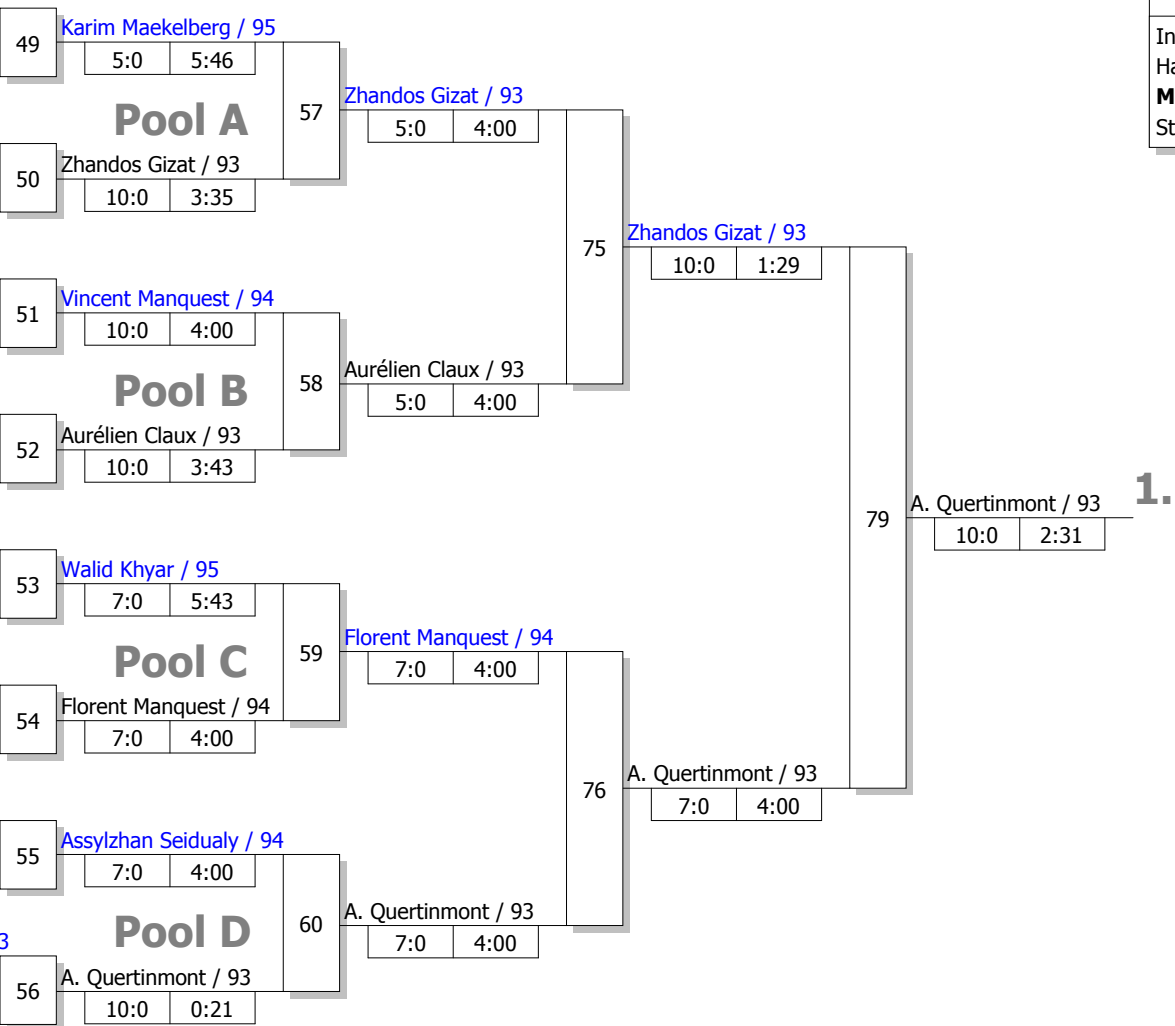 In
Ha
M
St
49
Karim Maekelberg / 95
5:0 5:46
Pool A
57
Zhandos Gizat / 93
5:0 4:00
50
Zhandos Gizat / 93
10:0 3:35
75
Zhandos Gizat / 93
10:0 1:29
51
Vincent Manquest / 94
10:0 4:00
Pool B
58
Aurélien Claux / 93
5:0 4:00
52
Aurélien Claux / 93
10:0 3:43
79
A. Quertinmont / 93
10:0 2:31
1.
53
Walid Khyar / 95
7:0 5:43
Pool C
59
Florent Manquest / 94
7:0 4:00
54
Florent Manquest / 94
7:0 4:00
76
A. Quertinmont / 93
7:0 4:00
55
Assylzhan Seidualy / 94
7:0 4:00
Pool D
60
A. Quertinmont / 93
7:0 4:00
3
56
A. Quertinmont / 93
10:0 0:21